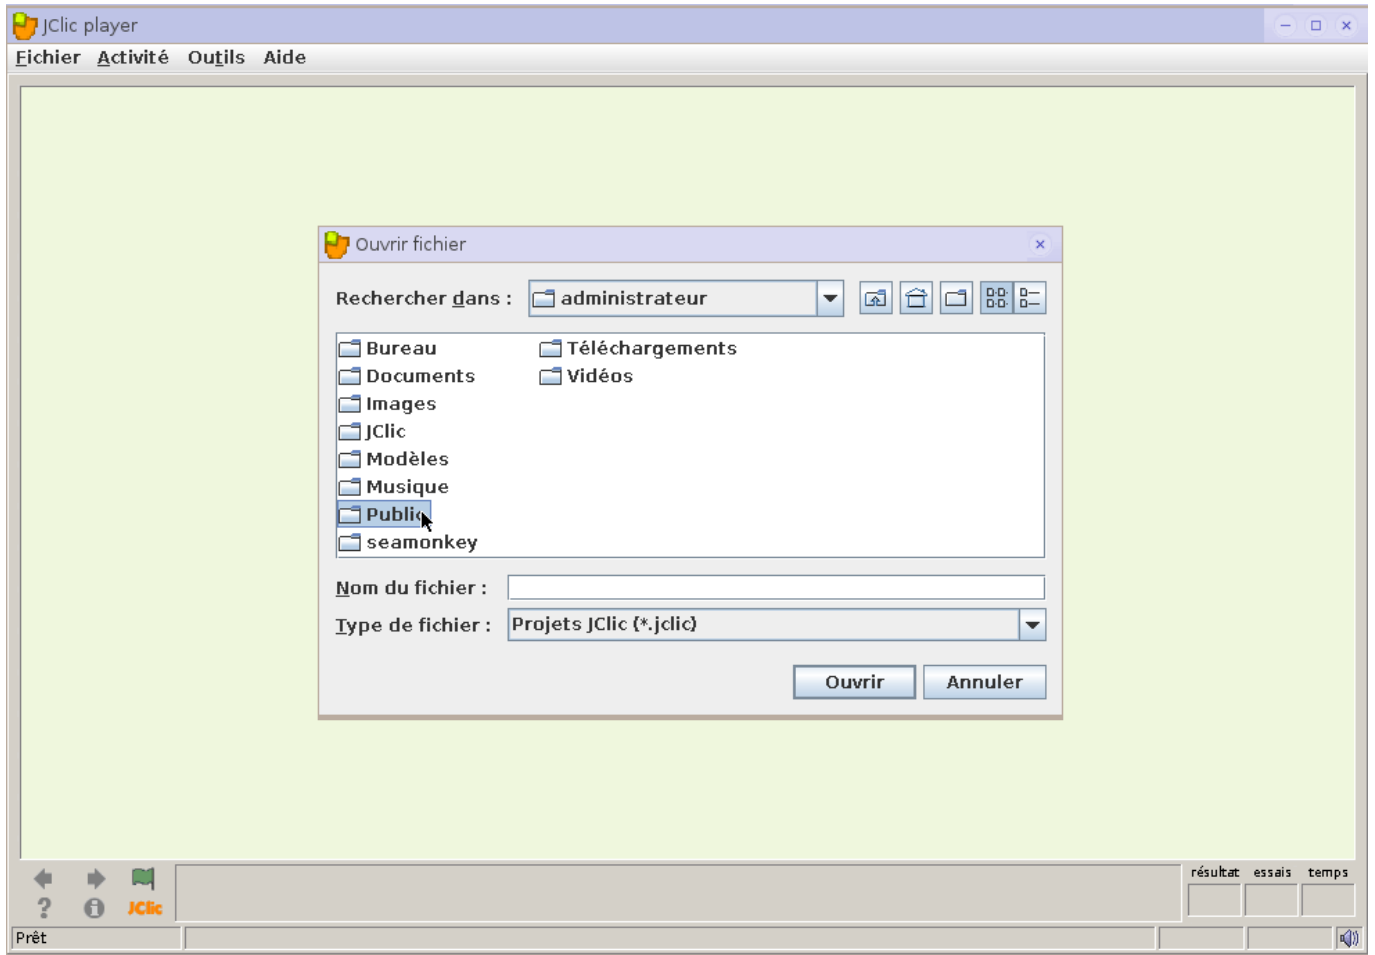 JClic player
Fichier Activité Outils Aide
Ouvrir fichier
Rechercher dans : administrateur
Bureau Téléchargements
Documents Vidéos
Images
JClic
Modèles
Musique
Public
seamonkey
Nom du fichier :
Type de fichier : Projets JClic (*.jclic)
Ouvrir Annuler
résultat essais temps
JClic
Prêt